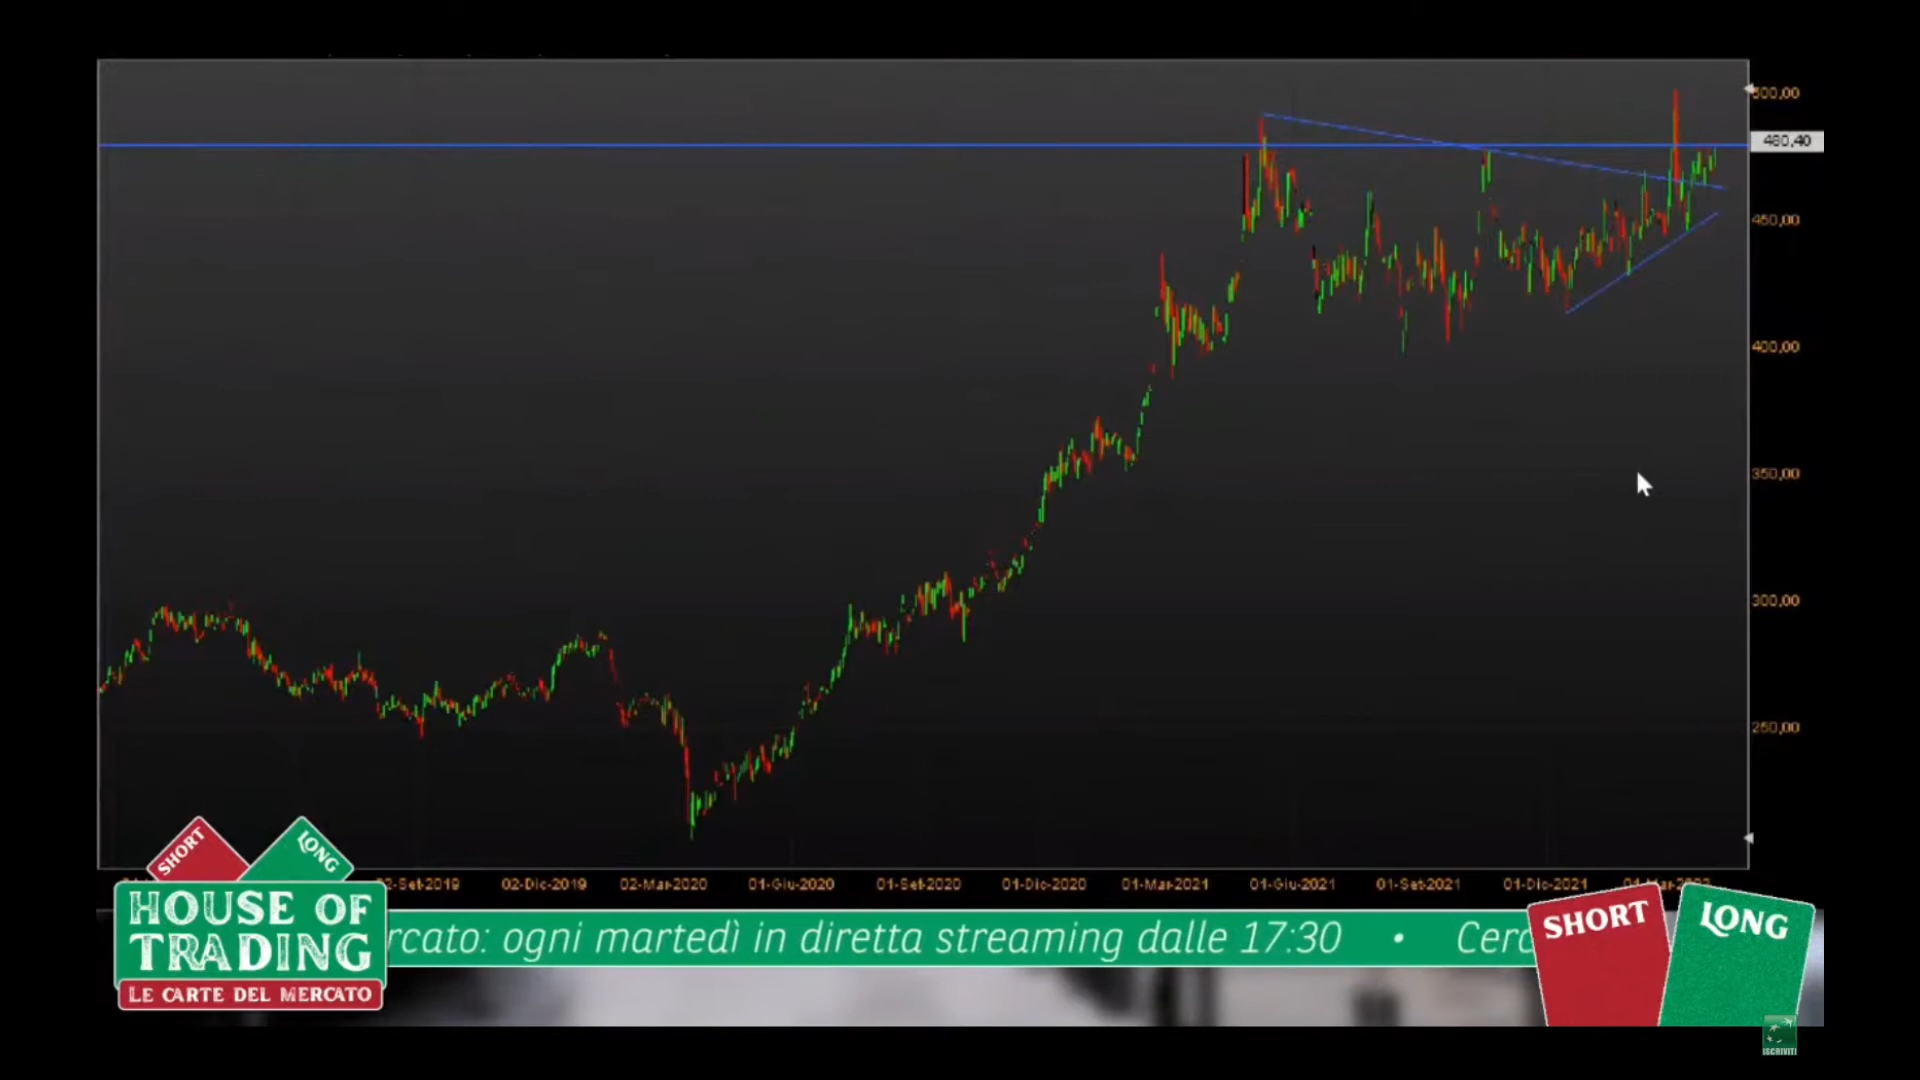 500,00
480,40
450,00
400,00
350,00
300,00
250,00
02-Set-2019
02-Dic-2019
02-Mar-2020
01-Giu-2020
01-Set-2020
01-Dic-2020
01-Mar-2021
01-Giu-2021
01-Set-2021
01-Dic-2021
SHORT
LONG
HOUSE OF
TRADING
LE CARTE DEL MERCATO
rcato: ogni martedì in diretta streaming dalle 17:30 • Cerc
SHORT
LONG
ISCRIVITI